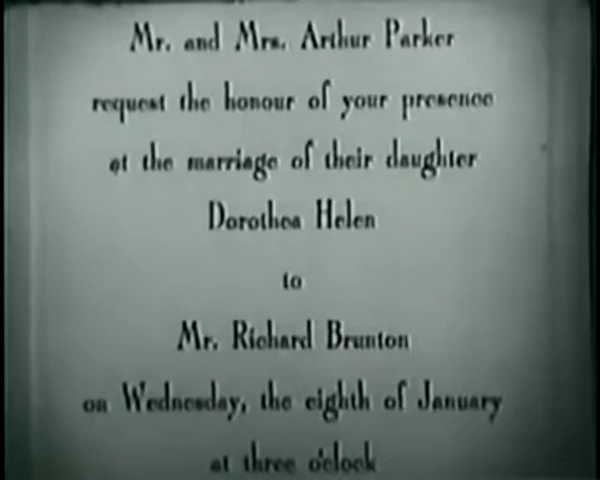 Mr. and Mrs. Arthur Parker
request the honour of your presence
at the marriage of their daughter
Dorothea Helen
to
Mr. Richard Brunton
on Wednesday, the eighth of January
at three o'clock